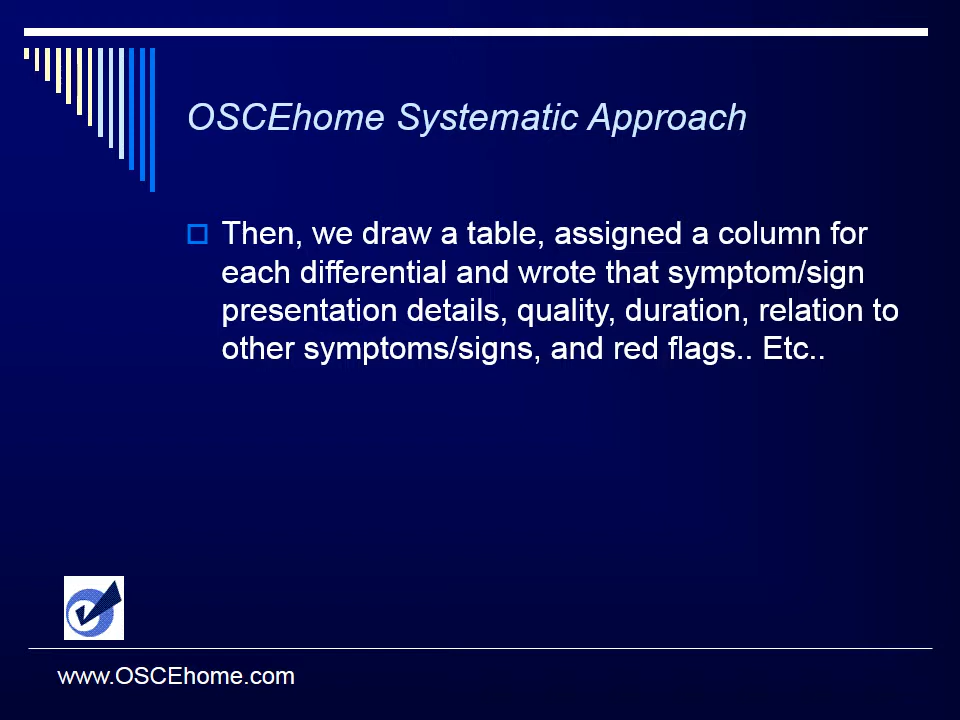 OSCEhome Systematic Approach
Then, we draw a table, assigned a column for
each differential and wrote that symptom/sign
presentation details, quality, duration, relation to
other symptoms/signs, and red flags.. Etc..
www.OSCEhome.com